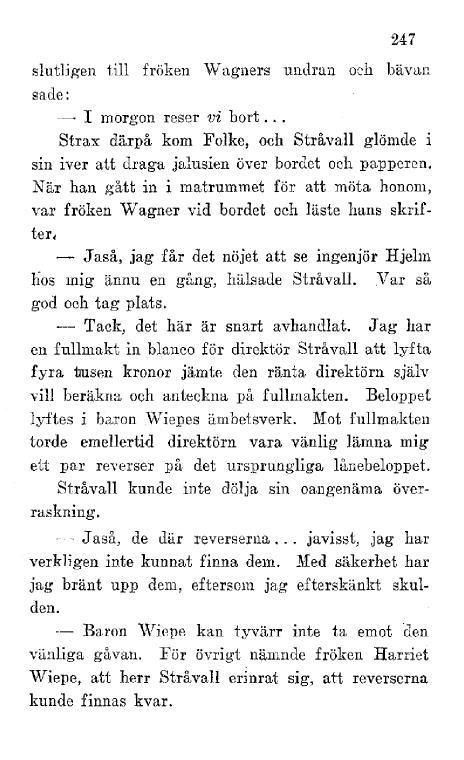 247
slutligen till fröken Wagners undran och bävan
sade:
— I morgon reser vi bort...
Strax därpå kom Folke, och Stråvall glömde i
sin iver att draga jalusien över bordet och papperen.
När han gått in i matrummet för att möta honom,
var fröken Wagner vid bordet och läste hans skrif-
ter.
— Jaså, jag får det nöjet att se ingenjör Hjelm
hos mig ännu en gång, hälsade Stråvall. Var så
god och tag plats.
— Tack, det här är snart avhandlat. Jag har
en fullmakt in blanco för direktör Stråvall att lyfta
fyra tusen kronor jämte den ränta direktörn själv
vill beräkna och anteckna på fullmakten. Beloppet
lyftes i baron Wiepes ämbetsverk. Mot fullmakten
torde emellertid direktörn vara vänlig lämna mig
ett par reverser på det ursprungliga lånebeloppet.
Stråvall kunde inte dölja sin oangenäma över-
raskning.
— Jaså, de där reverserna... javisst, jag har
verkligen inte kunnat finna dem. Med säkerhet har
jag bränt upp dem, eftersom jag efterskänkt skul-
den.
— Baron Wiepe kan tyvärr inte ta emot den
vänliga gåvan. För övrigt nämnde fröken Harriet
Wiepe, att herr Stråvall erinrat sig, att reverserna
kunde finnas kvar.